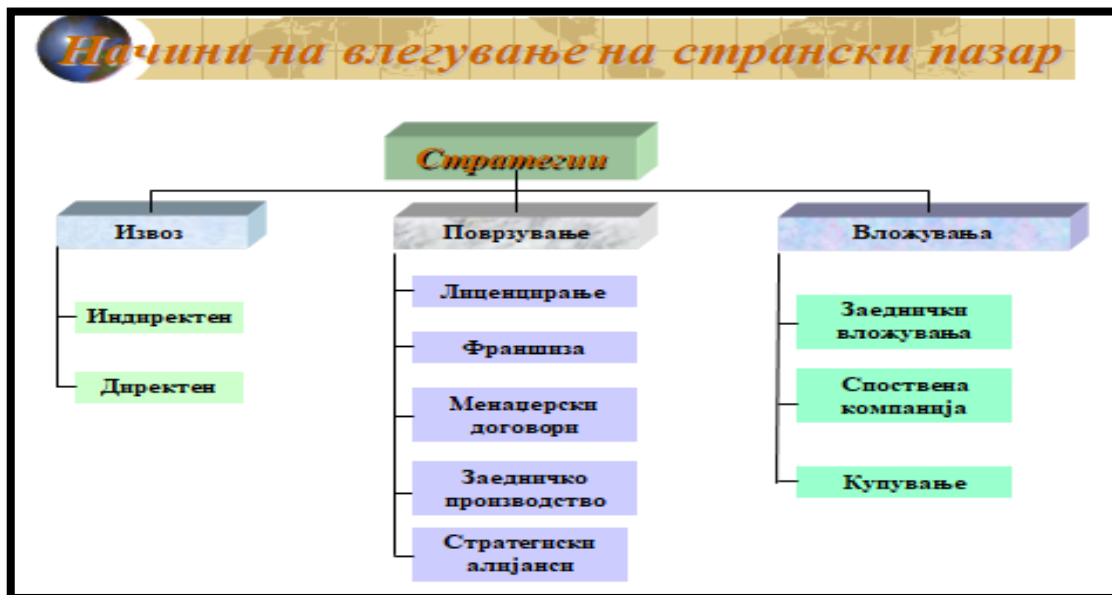 Начини на влегување на странски пазар
Стратегии
Извоз
Индиректен
Директен
Поврзување
Лиценцирање
Франшиза
Менаџерски
договори
Заедничко
производство
Стратегиски
алијанси
Вложувања
Заеднички
вложувања
Споствена
компанија
Купување